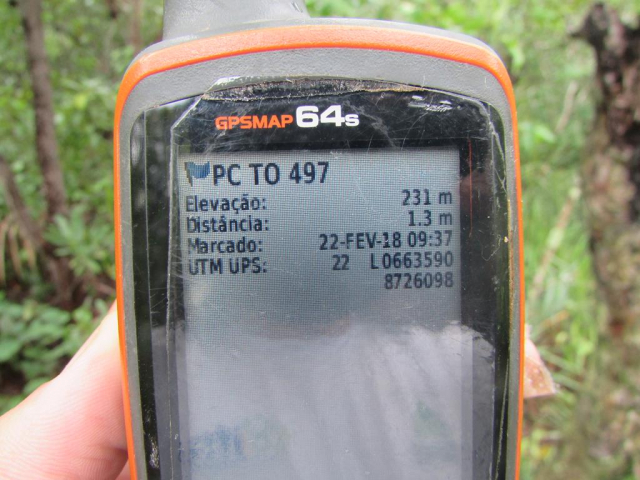 GPSMAP 64s
PC TO 497
Elevação: 231 m
Distância: 1.3 m
Marcado: 22-FEV-18 09:37
UTM UPS: 22 L 0663590
8726098